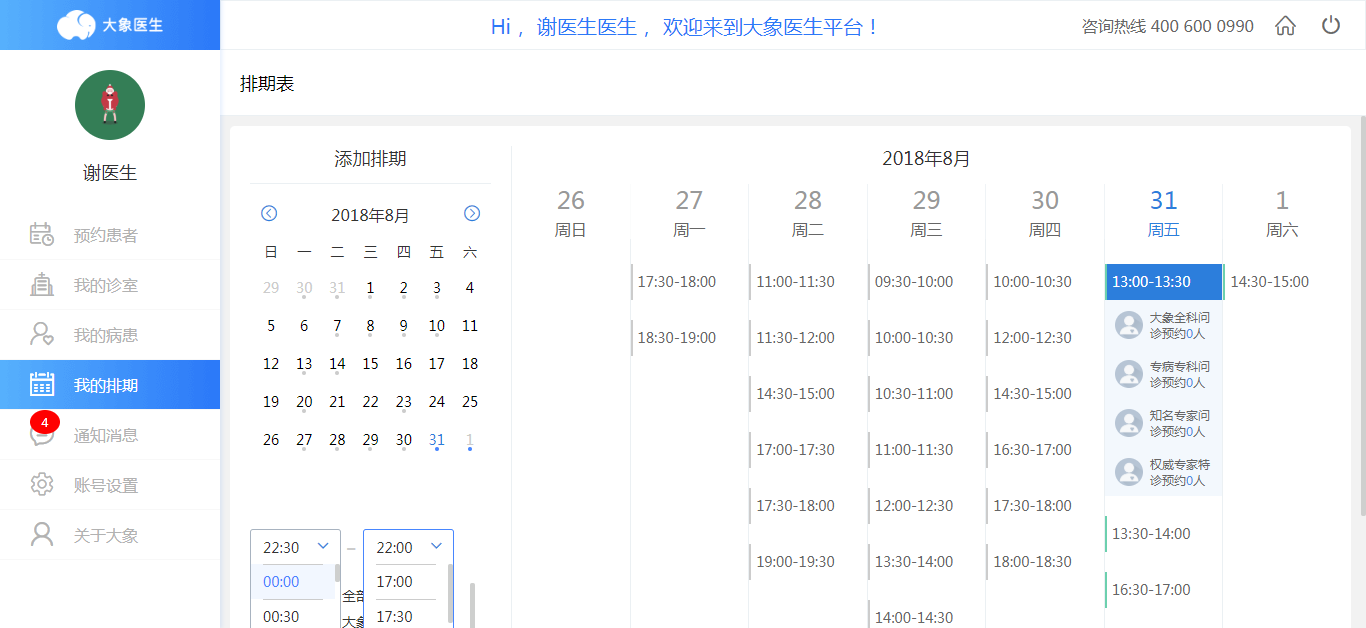 大象医生
Hi ， 谢医生医生 ， 欢迎来到大象医生平台！
咨询热线 400 600 0990
谢医生
预约患者
我的诊室
我的病患
我的排期
4
通知消息
账号设置
关于大象
排期表
添加排期
2018年8月
日 一 二 三 四 五 六
29 30 31 1 2 3 4
5 6 7 8 9 10 11
12 13 14 15 16 17 18
19 20 21 22 23 24 25
26 27 28 29 30 31 1
22:30 – 22:00
00:00 17:00
全部
00:30 17:30
大象
2018年8月
26 27 28 29 30 31 1
周日 周一 周二 周三 周四 周五 周六
17:30-18:00
18:30-19:00
11:00-11:30
11:30-12:00
14:30-15:00
17:00-17:30
17:30-18:00
19:00-19:30
09:30-10:00
10:00-10:30
10:30-11:00
11:00-11:30
12:00-12:30
13:30-14:00
14:00-14:30
10:00-10:30
12:00-12:30
14:30-15:00
16:30-17:00
17:30-18:00
18:00-18:30
13:00-13:30
大象全科问
诊预约0人
专病专科问
诊预约0人
知名专家问
诊预约0人
权威专家特
诊预约0人
13:30-14:00
16:30-17:00
14:30-15:00